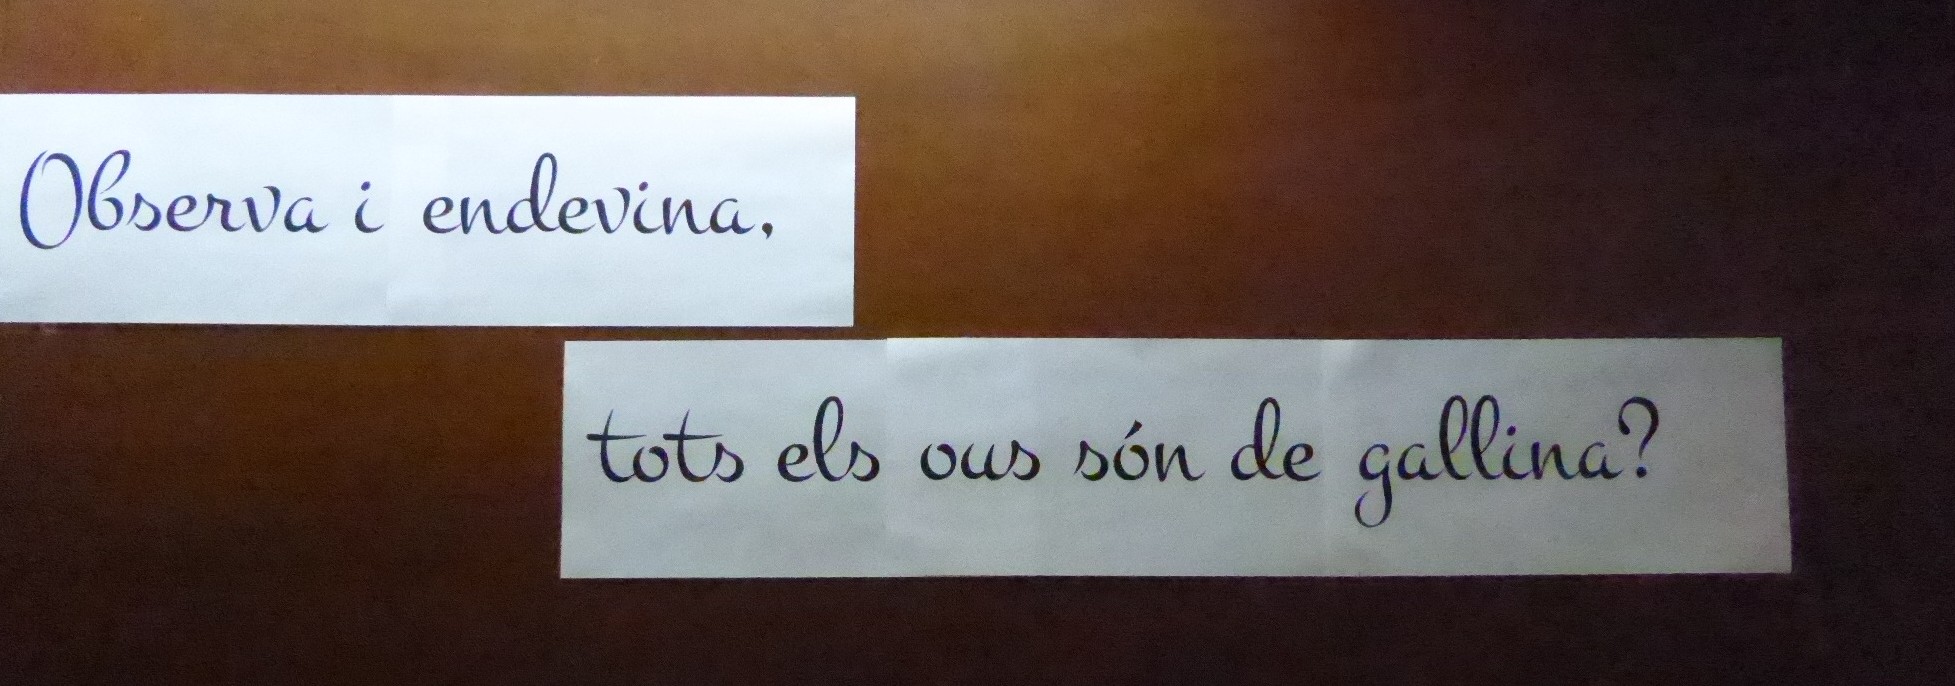 Observa i endevina,
tots els ous són de gallina?